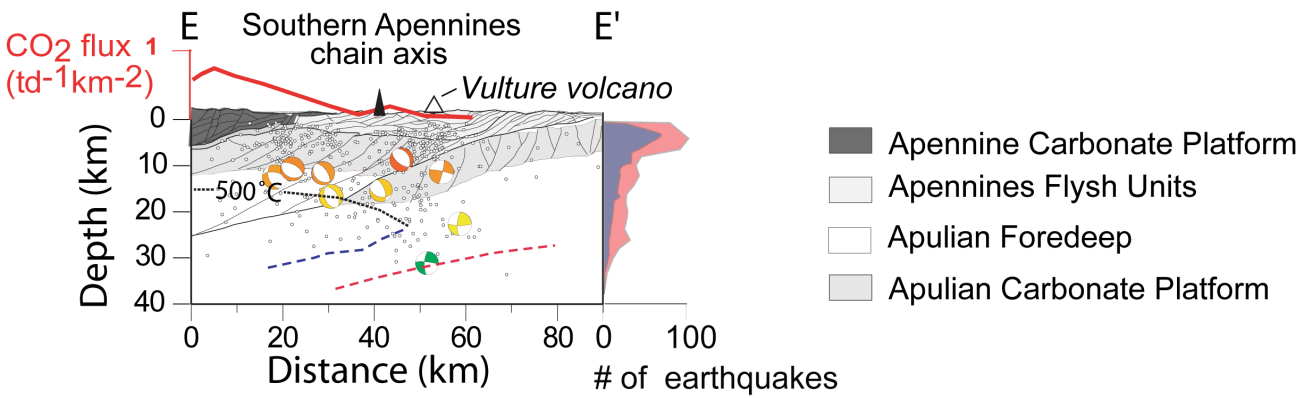 E
Southern Apennines
chain axis
E'
CO2 flux 1
(td-1km-2)
Vulture volcano
0
10
20
30
40
Depth (km)
500°C
0
20
40
60
80
0
100
Distance (km)
# of earthquakes
Apennine Carbonate Platform
Apennines Flysh Units
Apulian Foredeep
Apulian Carbonate Platform